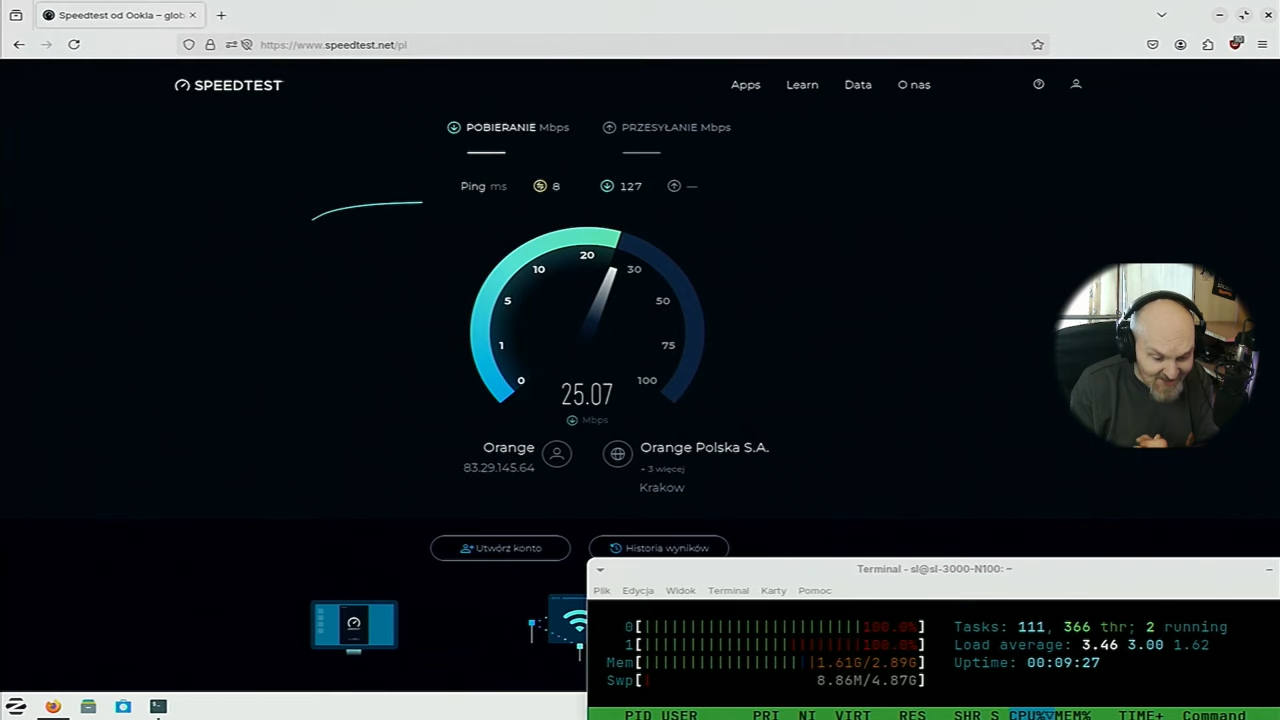 Speedtest od Ookla – glob
https://www.speedtest.net/pl
SPEEDTEST
Apps Learn Data O nas
POBIERANIE Mbps PRZESYŁANIE Mbps
Ping ms 8 127 —
0 1 5 10 20 30 50 75 100
25.07
Mbps
Orange
83.29.145.64
Orange Polska S.A.
+ 3 więcej
Krakow
Utwórz konto Historia wyników
Terminal - sl@sl-3000-N100: ~
Plik Edycja Widok Terminal Karty Pomoc
0[||||||||||||||||||||||||100.0%] Tasks: 111, 366 thr; 2 running
1[||||||||||||||||||||||||100.0%] Load average: 3.46 3.00 1.62
Mem[|||||||||||||||||||1.61G/2.89G] Uptime: 00:09:27
Swp[| 8.86M/4.87G]
PID USER PRI NI VIRT RES SHR S CPU%▽MEM% TIME+ Command